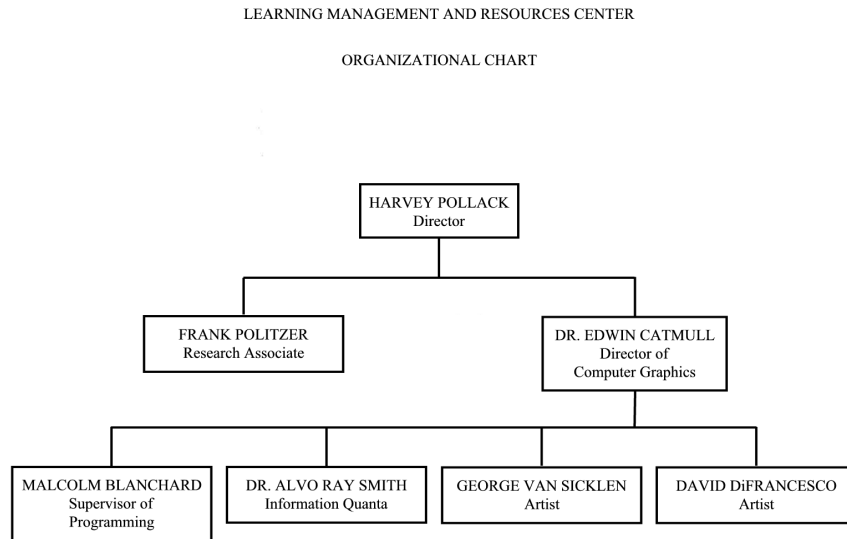 LEARNING MANAGEMENT AND RESOURCES CENTER
ORGANIZATIONAL CHART
HARVEY POLLACK
Director
FRANK POLITZER
Research Associate
DR. EDWIN CATMULL
Director of
Computer Graphics
MALCOLM BLANCHARD
Supervisor of
Programming
DR. ALVO RAY SMITH
Information Quanta
GEORGE VAN SICKLEN
Artist
DAVID DiFRANCESCO
Artist